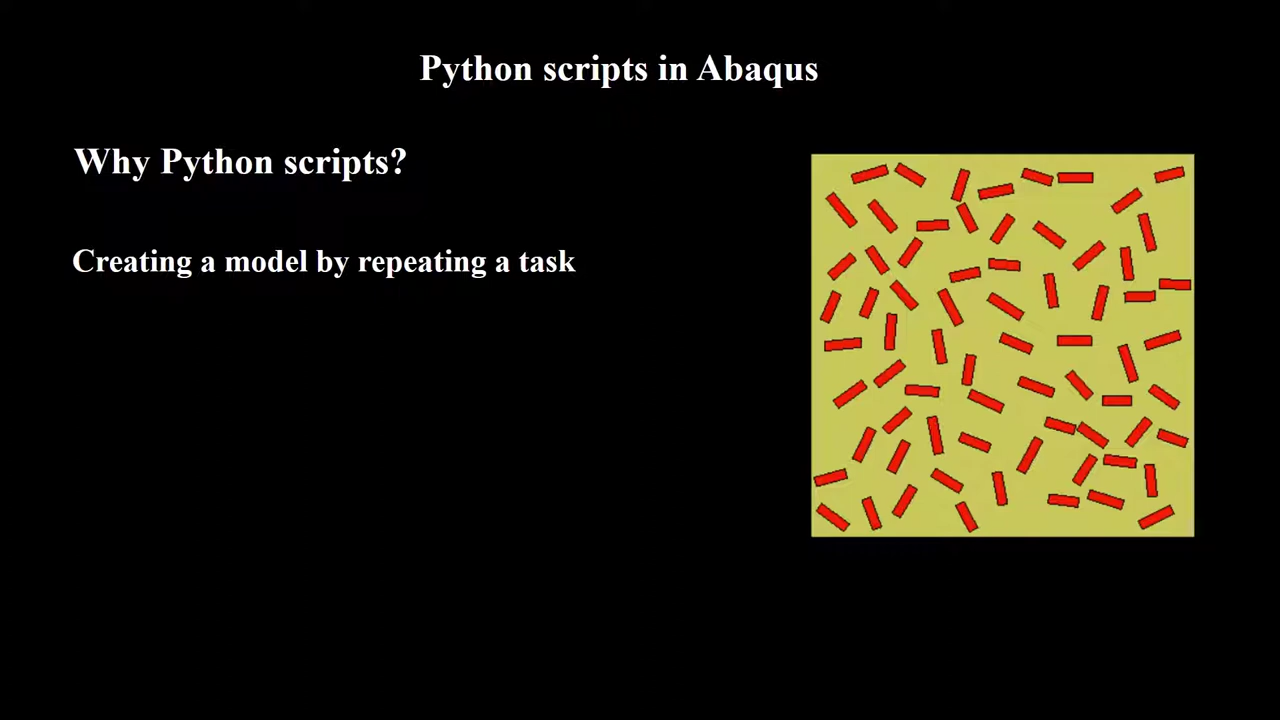 Python scripts in Abaqus
Why Python scripts?
Creating a model by repeating a task